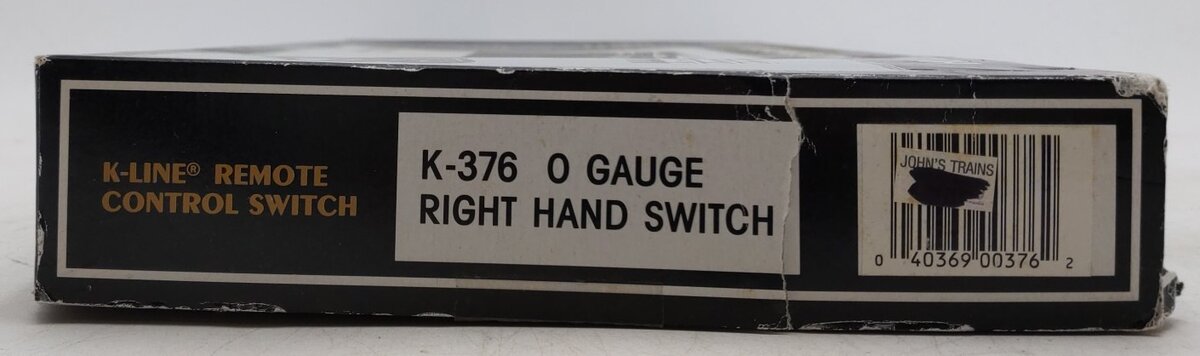 K-LINE® REMOTE
CONTROL SWITCH
K-376 O GAUGE
RIGHT HAND SWITCH
JOHN'S TRAINS
0 40369 00376 2